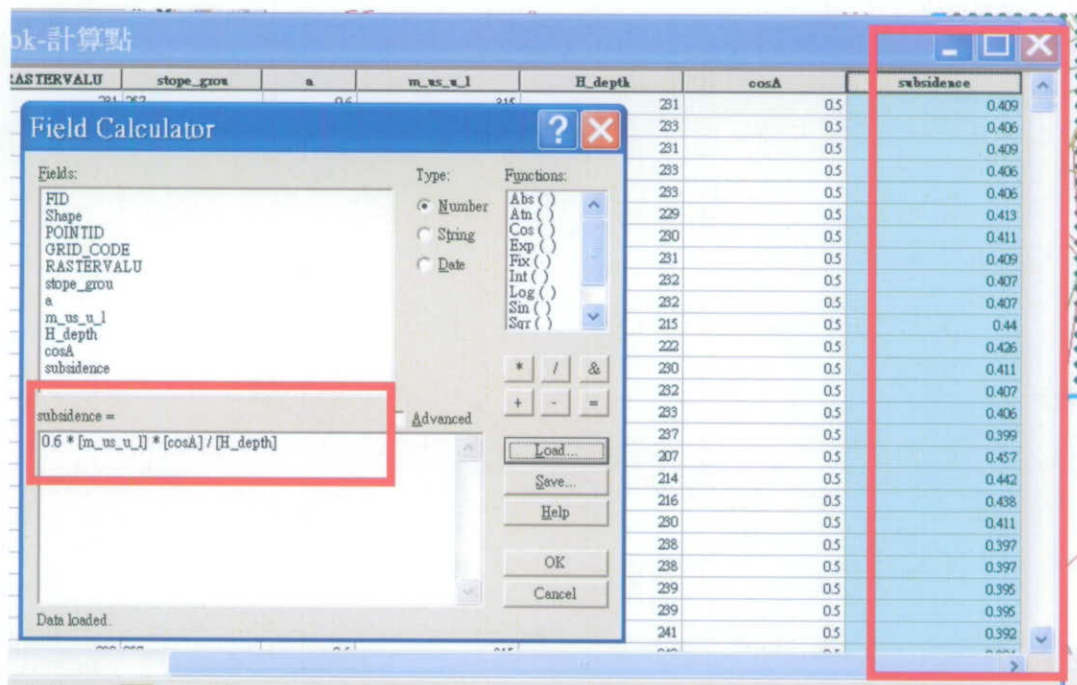 ok-計算點
RASTERVALU stope_grou a m_us_u_l H_depth cosA subsidence
231 0.5 0.409
Field Calculator
233 0.5 0.406
231 0.5 0.409
233 0.5 0.406
233 0.5 0.406
229 0.5 0.413
230 0.5 0.411
231 0.5 0.409
232 0.5 0.407
232 0.5 0.407
215 0.5 0.44
222 0.5 0.426
230 0.5 0.411
232 0.5 0.407
233 0.5 0.406
237 0.5 0.399
207 0.5 0.457
214 0.5 0.442
216 0.5 0.438
230 0.5 0.411
238 0.5 0.397
238 0.5 0.397
239 0.5 0.395
239 0.5 0.395
241 0.5 0.392
Fields:
FID
Shape
POINTID
GRID_CODE
RASTERVALU
stope_grou
a
m_us_u_l
H_depth
cosA
subsidence
Type:
Number
String
Date
Functions:
Abs ( )
Atn ( )
Cos ( )
Exp ( )
Fix ( )
Int ( )
Log ( )
Sin ( )
Sqr ( )
* / &
+ - =
subsidence =
Advanced
0.6 * [m_us_u_l] * [cosA] / [H_depth]
Load...
Save...
Help
OK
Cancel
Data loaded.